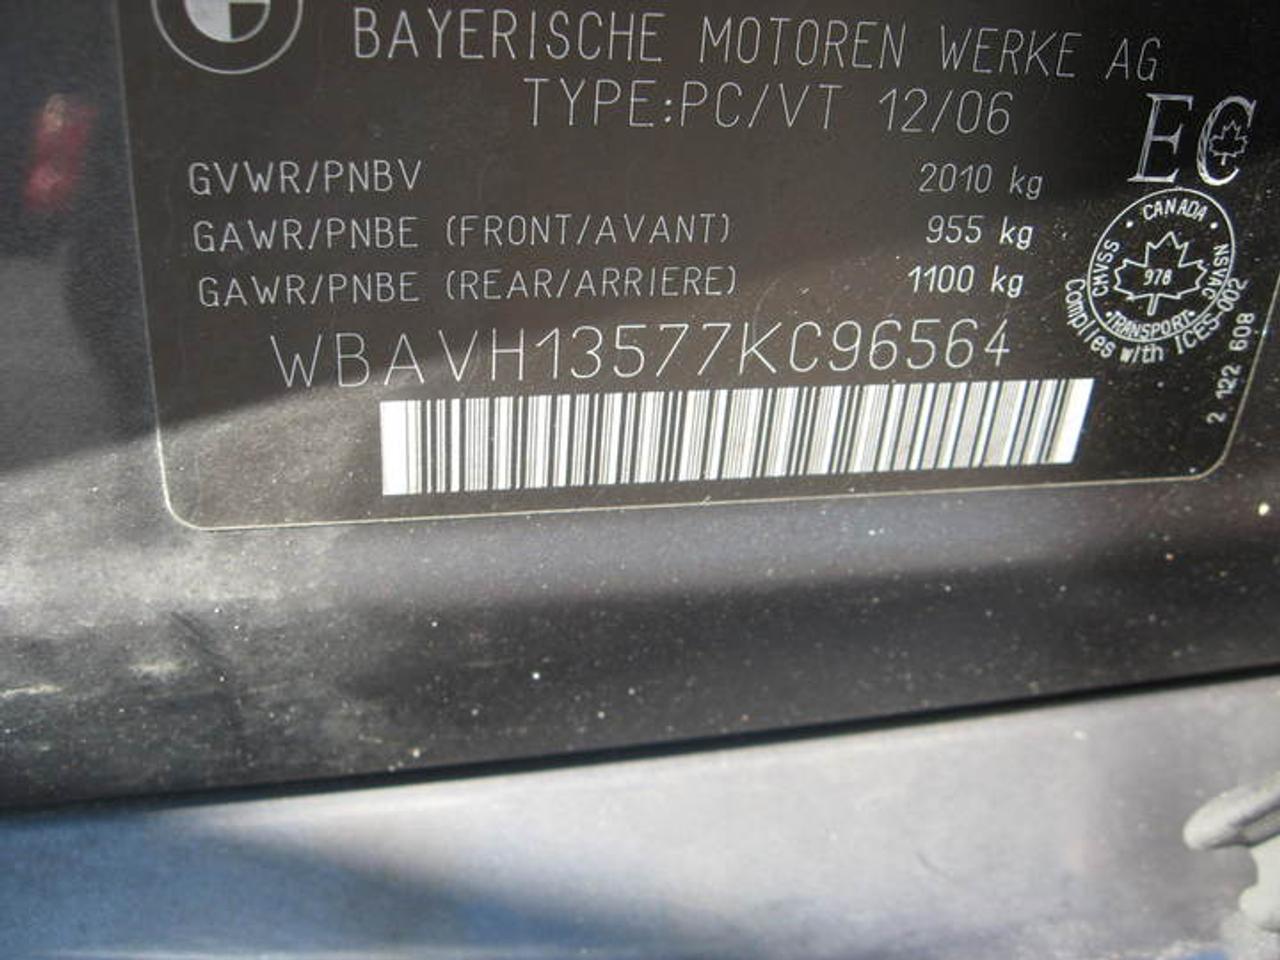 BAYERISCHE MOTOREN WERKE AG
TYPE:PC/VT 12/06
EC
GVWR/PNBV 2010 kg
GAWR/PNBE (FRONT/AVANT) 955 kg
GAWR/PNBE (REAR/ARRIERE) 1100 kg
WBAVH13577KC96564
CANADA
CMVSS
978
NSVAC
TRANSPORT
Complies with ICES-002
2 122 608